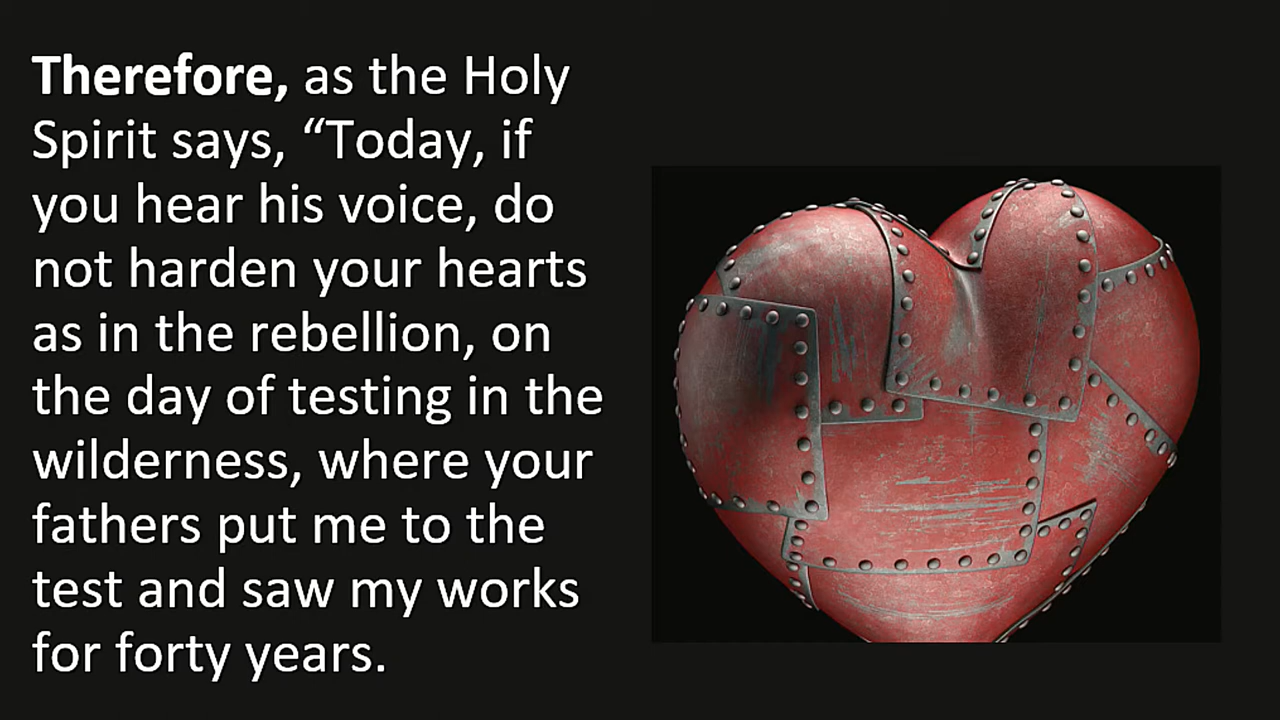 Therefore, as the Holy
Spirit says, “Today, if
you hear his voice, do
not harden your hearts
as in the rebellion, on
the day of testing in the
wilderness, where your
fathers put me to the
test and saw my works
for forty years.